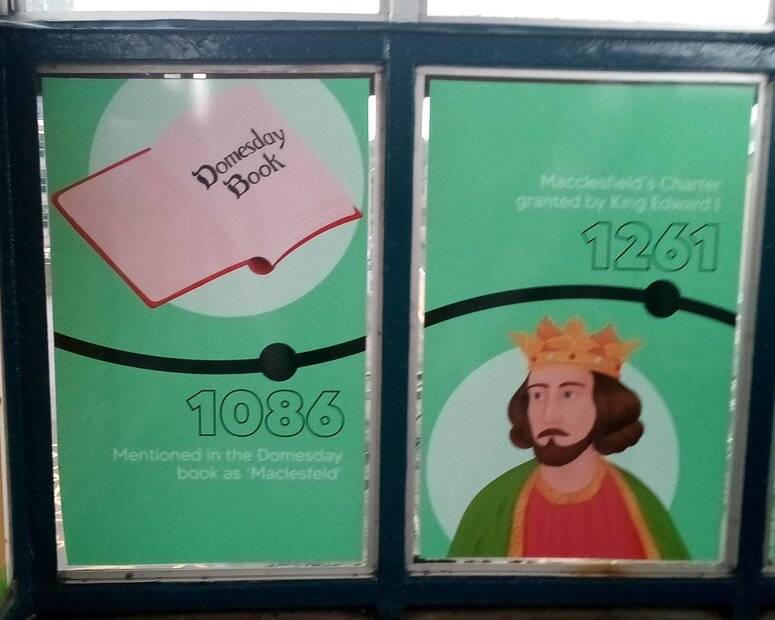 Domesday
Book
1086
Mentioned in the Domesday
book as 'Maclesfeld'
Macclesfield's Charter
granted by King Edward I
1261